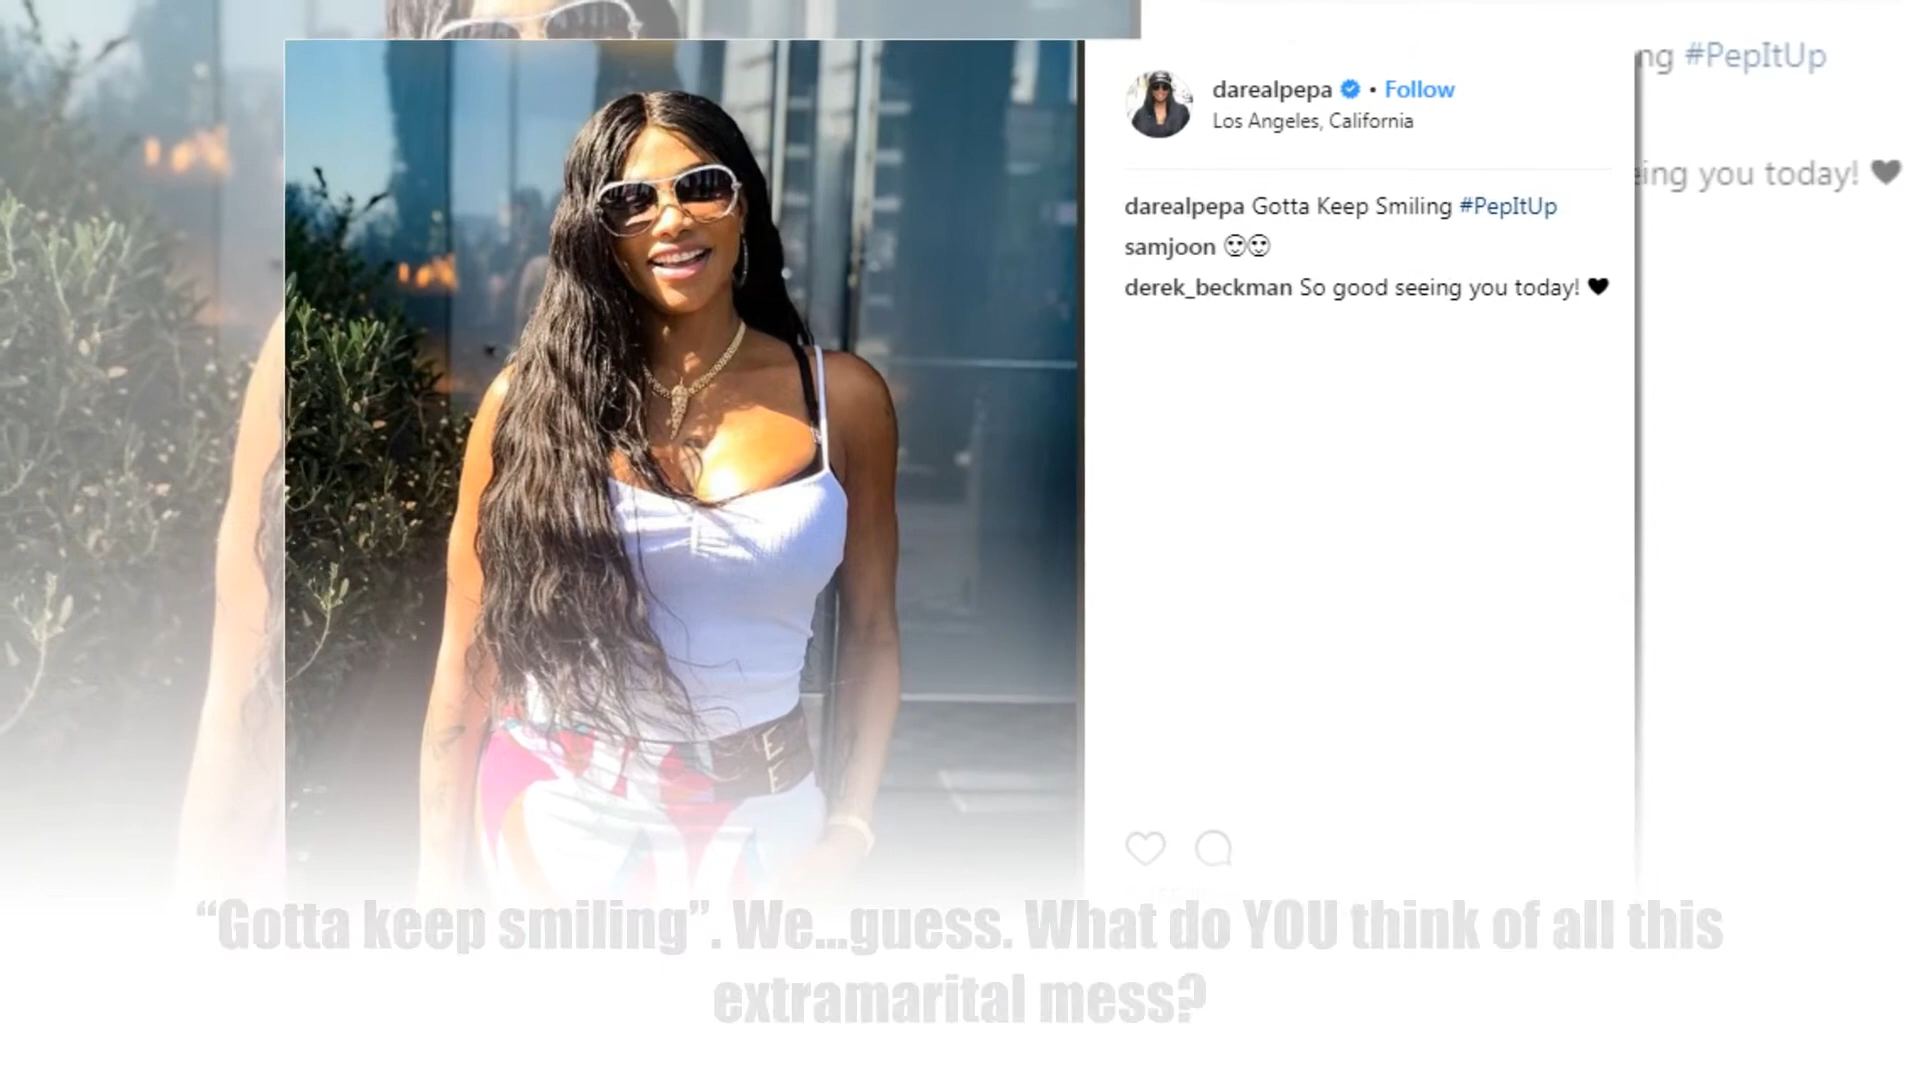 darealpepa • Follow
Los Angeles, California
darealpepa Gotta Keep Smiling #PepItUp
samjoon
derek_beckman So good seeing you today! 🖤
ng #PepItUp
eing you today! 🖤
“Gotta keep smiling”. We...guess. What do YOU think of all this
extramarital mess?